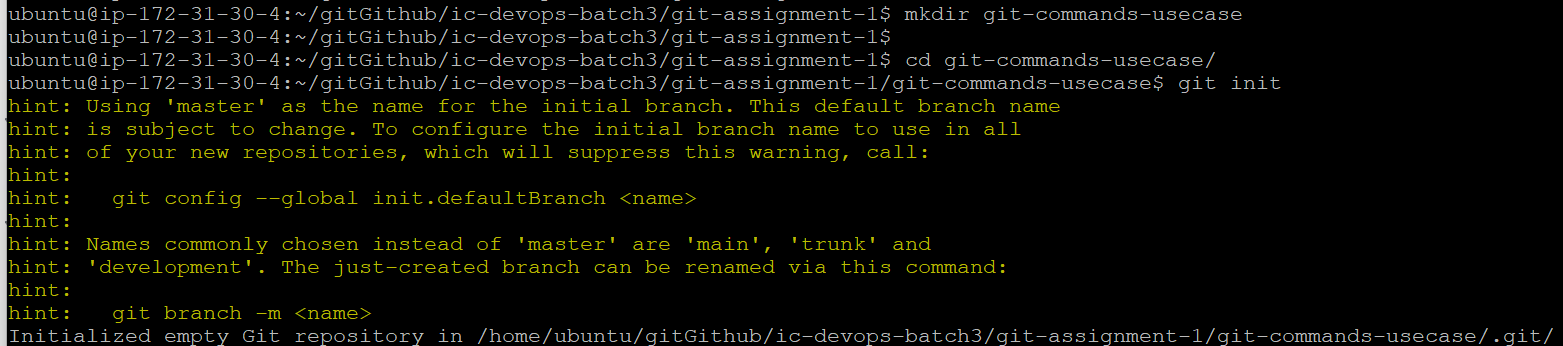 ubuntu@ip-172-31-30-4:~/gitGithub/ic-devops-batch3/git-assignment-1$ mkdir git-commands-usecase
ubuntu@ip-172-31-30-4:~/gitGithub/ic-devops-batch3/git-assignment-1$
ubuntu@ip-172-31-30-4:~/gitGithub/ic-devops-batch3/git-assignment-1$ cd git-commands-usecase/
ubuntu@ip-172-31-30-4:~/gitGithub/ic-devops-batch3/git-assignment-1/git-commands-usecase$ git init
hint: Using 'master' as the name for the initial branch. This default branch name
hint: is subject to change. To configure the initial branch name to use in all
hint: of your new repositories, which will suppress this warning, call:
hint:
hint:   git config --global init.defaultBranch <name>
hint:
hint: Names commonly chosen instead of 'master' are 'main', 'trunk' and
hint: 'development'. The just-created branch can be renamed via this command:
hint:
hint:   git branch -m <name>
Initialized empty Git repository in /home/ubuntu/gitGithub/ic-devops-batch3/git-assignment-1/git-commands-usecase/.git/